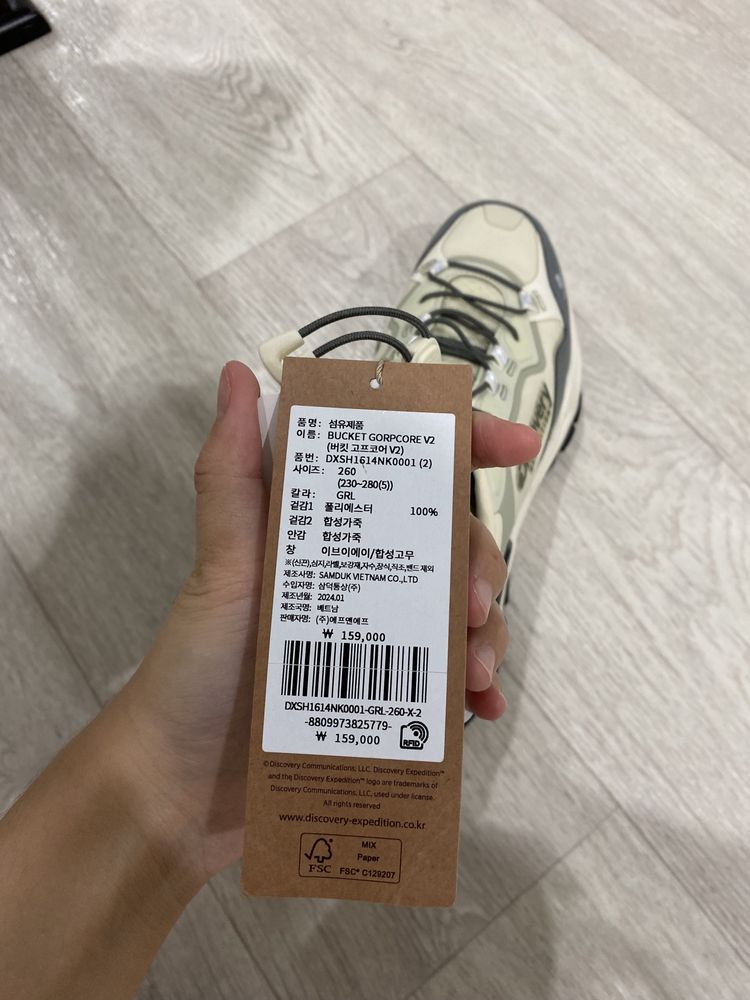 품명: 섬유제품
이름: BUCKET GORPCORE V2
(버킷 고프코어 V2)
품번: DXSH1614NK0001 (2)
사이즈: 260
(230~280(5))
칼라: GRL
겉감1 폴리에스터 100%
겉감2 합성가죽
안감 합성가죽
창 이브이에이/합성고무
※(신끈),심지,라벨,보강재,자수,장식,직조,밴드 제외
제조사명: SAMDUK VIETNAM CO.,LTD
수입자명: 삼덕통상(주)
제조년월: 2024.01
제조국명: 베트남
판매자명: (주)에프앤에프
₩ 159,000
DXSH1614NK0001-GRL-260-X-2
-8809973825779-
₩ 159,000
RFID
©Discovery Communications, LLC. Discovery Expedition™
and the Discovery Expedition™ logo are trademarks of
Discovery Communications, LLC, used under license.
All rights reserved
www.discovery-expedition.co.kr
FSC
MIX
Paper
FSC® C129207
Discovery